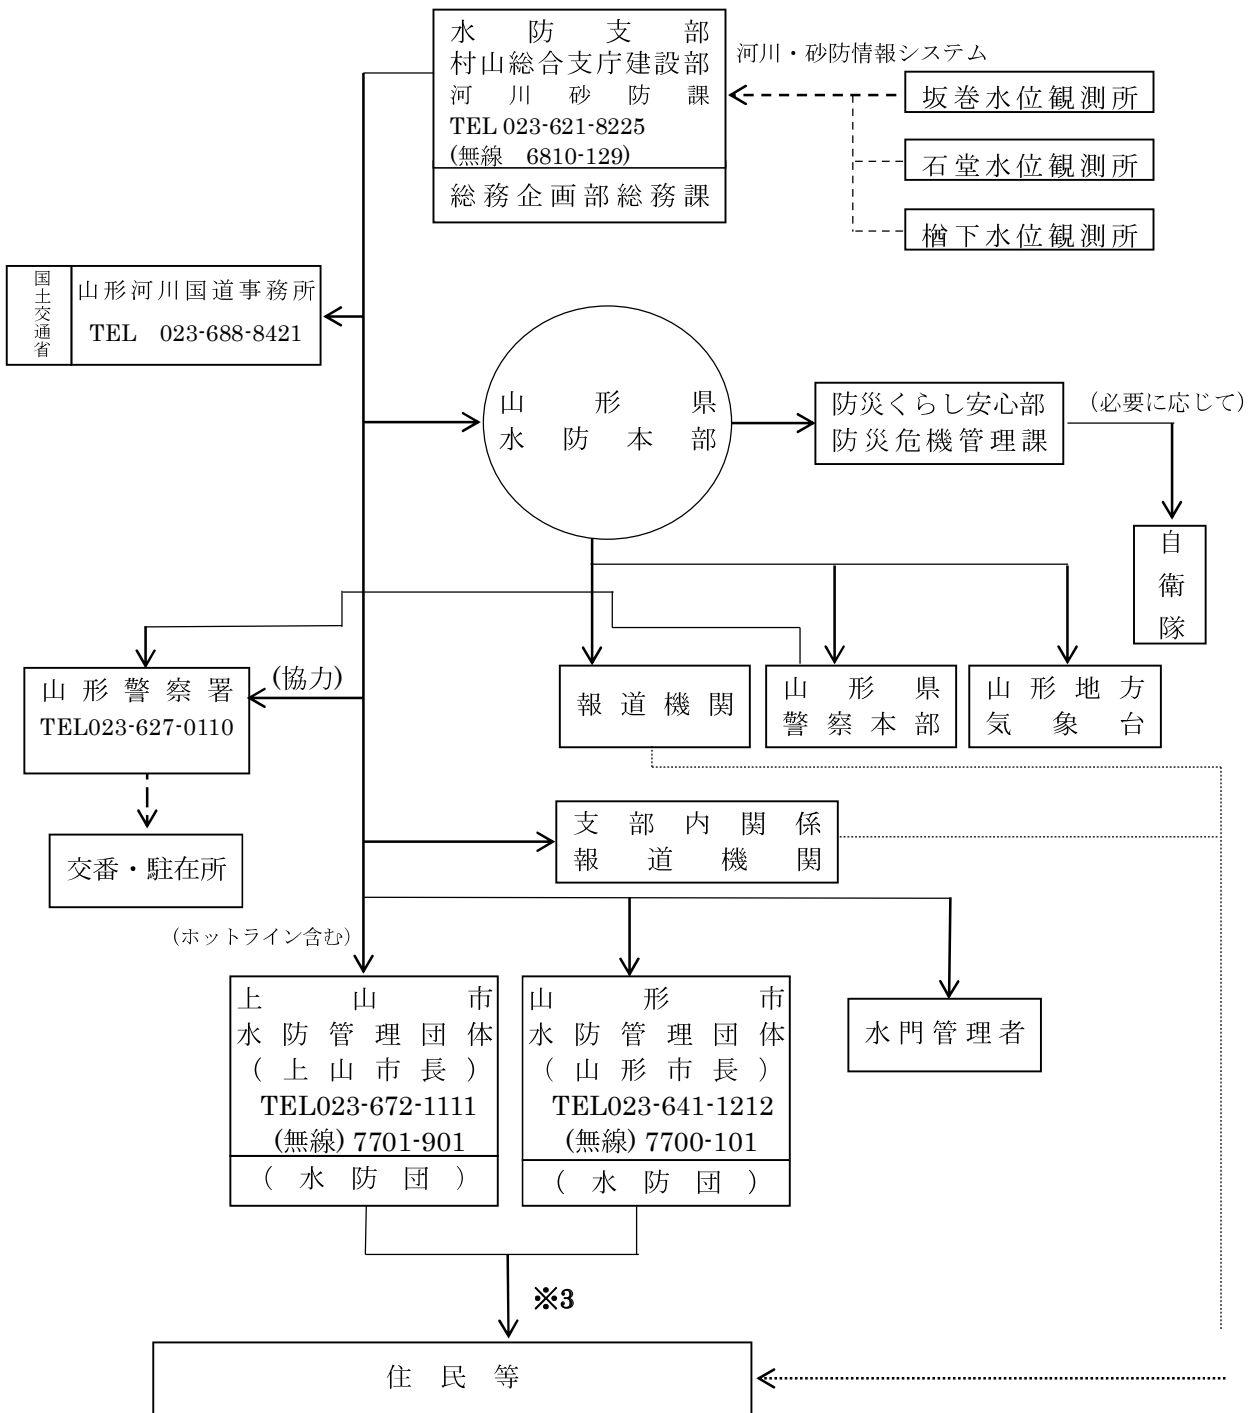 水防支部
村山総合支庁建設部
河川砂防課
TEL 023-621-8225
(無線 6810-129)
総務企画部総務課
河川・砂防情報システム
坂巻水位観測所
石堂水位観測所
楢下水位観測所
国土交通省
山形河川国道事務所
TEL 023-688-8421
山形県
水防本部
防災くらし安心部
防災危機管理課
(必要に応じて)
自衛隊
山形警察署
TEL023-627-0110
(協力)
報道機関
山形県
警察本部
山形地方
気象台
交番・駐在所
支部内関係
報道機関
(ホットライン含む)
上山市
水防管理団体
(上山市長)
TEL023-672-1111
(無線) 7701-901
(水防団)
山形市
水防管理団体
(山形市長)
TEL023-641-1212
(無線) 7700-101
(水防団)
水門管理者
※3
住民等